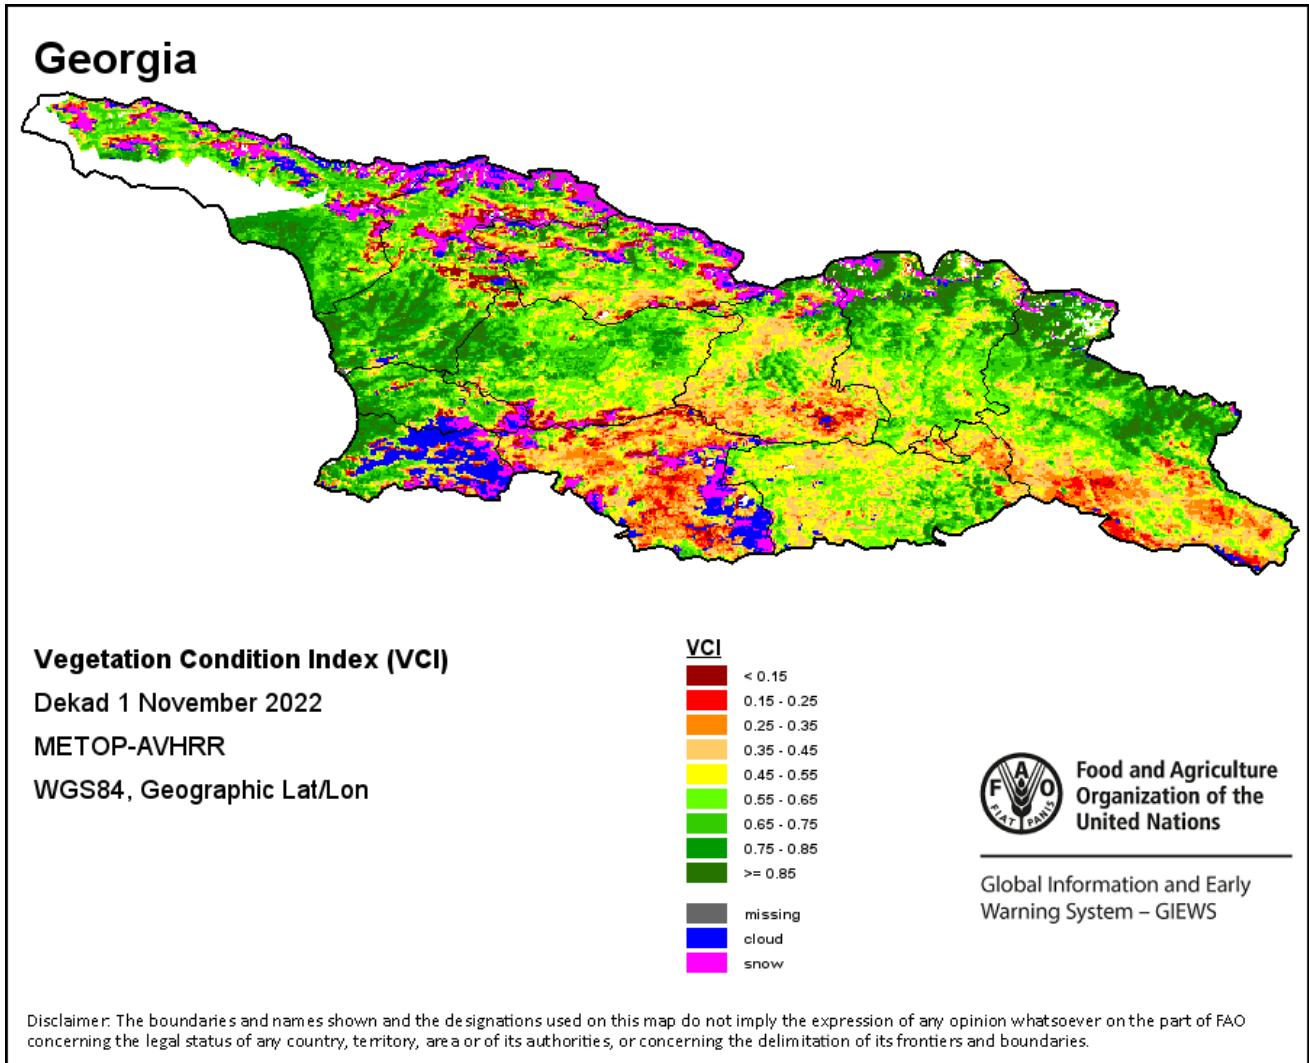 Georgia
Vegetation Condition Index (VCI)
Dekad 1 November 2022
METOP-AVHRR
WGS84, Geographic Lat/Lon
VCI
< 0.15
0.15 - 0.25
0.25 - 0.35
0.35 - 0.45
0.45 - 0.55
0.55 - 0.65
0.65 - 0.75
0.75 - 0.85
>= 0.85
missing
cloud
snow
F A O
FIAT PANIS
Food and Agriculture
Organization of the
United Nations
Global Information and Early
Warning System – GIEWS
Disclaimer: The boundaries and names shown and the designations used on this map do not imply the expression of any opinion whatsoever on the part of FAO
concerning the legal status of any country, territory, area or of its authorities, or concerning the delimitation of its frontiers and boundaries.